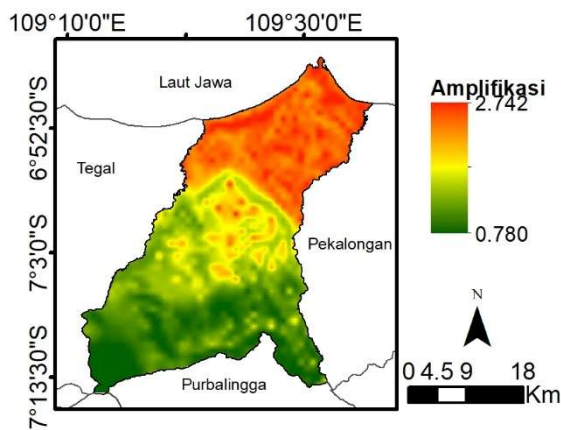 109°10'0"E 109°30'0"E
Laut Jawa
Amplifikasi
2.742
6°52'30"S
Tegal
0.780
Pekalongan
7°3'0"S
N
7°13'30"S
0 4.5 9 18
Km
Purbalingga